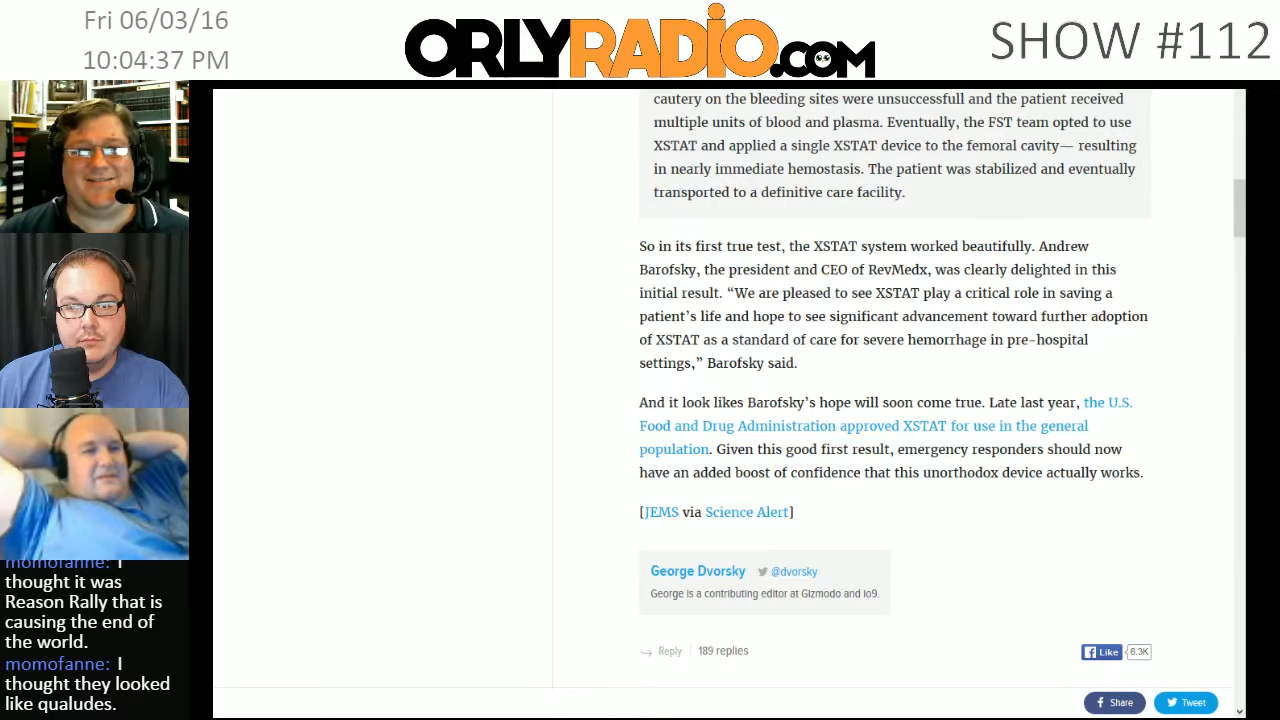 Fri 06/03/16
10:04:37 PM
ORLYRADIO.COM
SHOW #112
cautery on the bleeding sites were unsuccessfull and the patient received
multiple units of blood and plasma. Eventually, the FST team opted to use
XSTAT and applied a single XSTAT device to the femoral cavity— resulting
in nearly immediate hemostasis. The patient was stabilized and eventually
transported to a definitive care facility.
So in its first true test, the XSTAT system worked beautifully. Andrew
Barofsky, the president and CEO of RevMedx, was clearly delighted in this
initial result. “We are pleased to see XSTAT play a critical role in saving a
patient’s life and hope to see significant advancement toward further adoption
of XSTAT as a standard of care for severe hemorrhage in pre-hospital
settings,” Barofsky said.
And it look likes Barofsky’s hope will soon come true. Late last year, the U.S.
Food and Drug Administration approved XSTAT for use in the general
population. Given this good first result, emergency responders should now
have an added boost of confidence that this unorthodox device actually works.
[JEMS via Science Alert]
George Dvorsky @dvorsky
George is a contributing editor at Gizmodo and io9.
Reply 189 replies
Like 6.3K
Share Tweet
momofanne: I
thought it was
Reason Rally that is
causing the end of
the world.
momofanne: I
thought they looked
like qualudes.